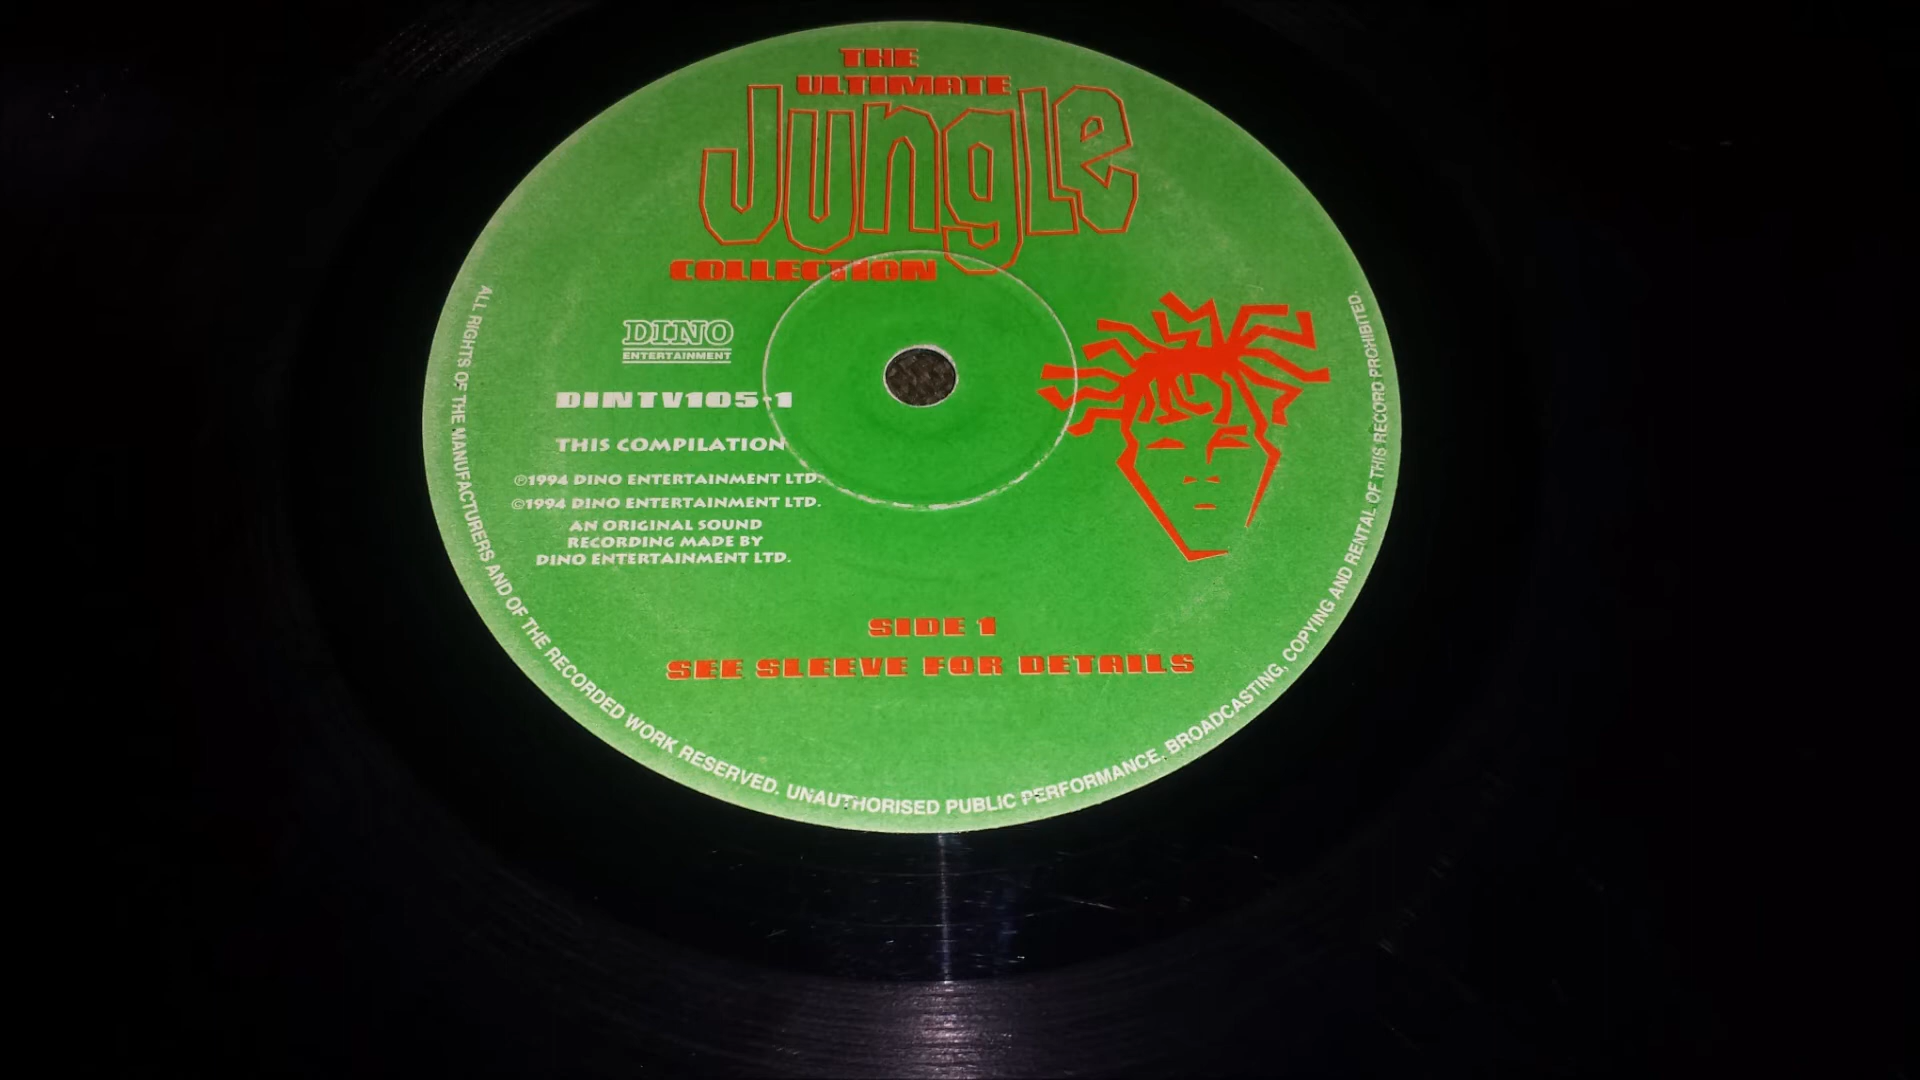 THE
ULTIMATE
Jungle
COLLECTION
DINO
ENTERTAINMENT
DINTV105-1
THIS COMPILATION
℗1994 DINO ENTERTAINMENT LTD.
©1994 DINO ENTERTAINMENT LTD.
AN ORIGINAL SOUND
RECORDING MADE BY
DINO ENTERTAINMENT LTD.
SIDE 1
SEE SLEEVE FOR DETAILS
ALL RIGHTS OF THE MANUFACTURERS AND OF THE RECORDED WORK RESERVED. UNAUTHORISED PUBLIC PERFORMANCE, BROADCASTING, COPYING AND RENTAL OF THIS RECORD PROHIBITED.